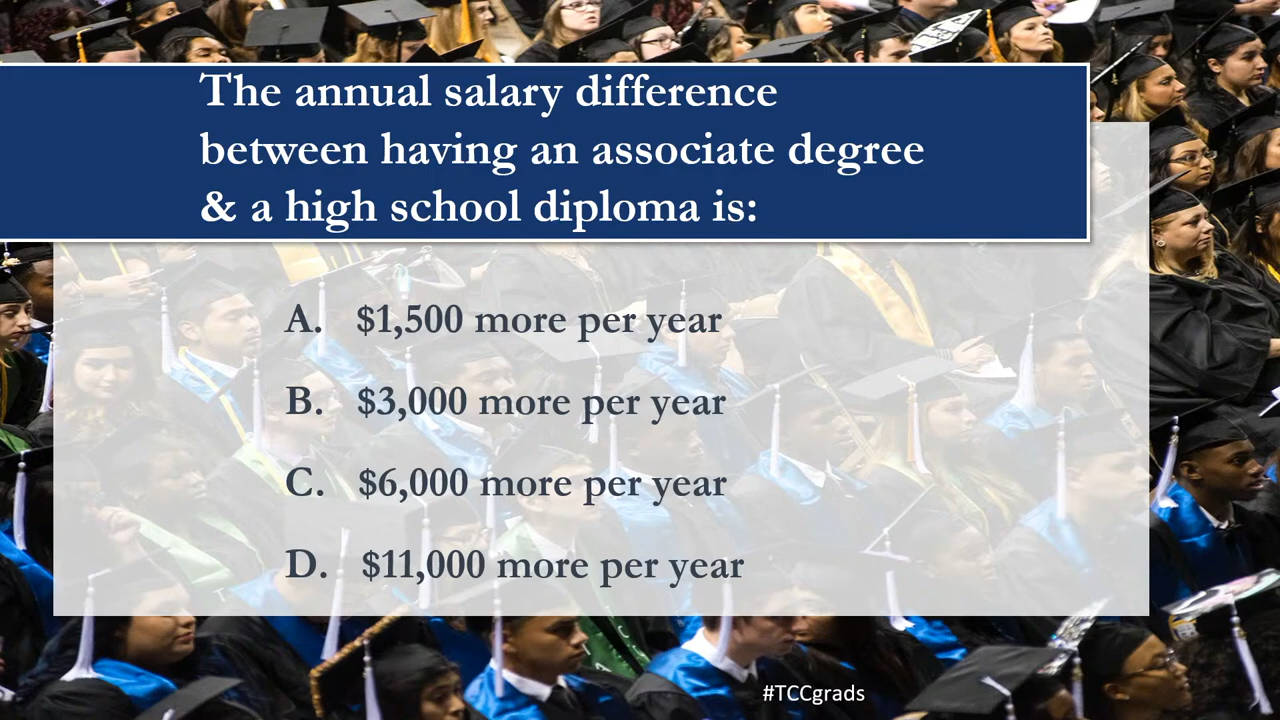 The annual salary difference
between having an associate degree
& a high school diploma is:
A. $1,500 more per year
B. $3,000 more per year
C. $6,000 more per year
D. $11,000 more per year
#TCCgrads